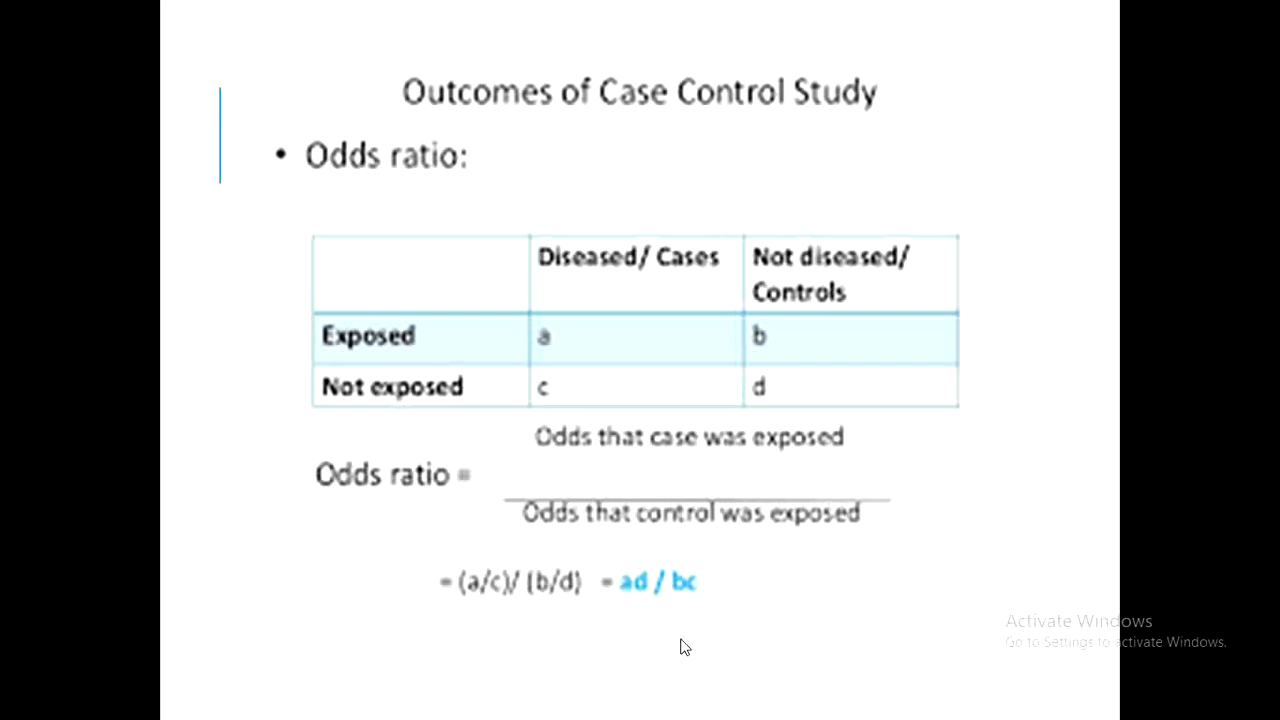 Outcomes of Case Control Study
• Odds ratio:
Diseased/ Cases
Not diseased/
Controls
Exposed
a
b
Not exposed
c
d
Odds that case was exposed
Odds ratio =
Odds that control was exposed
= (a/c)/ (b/d) = ad / bc
Activate Windows
Go to Settings to activate Windows.